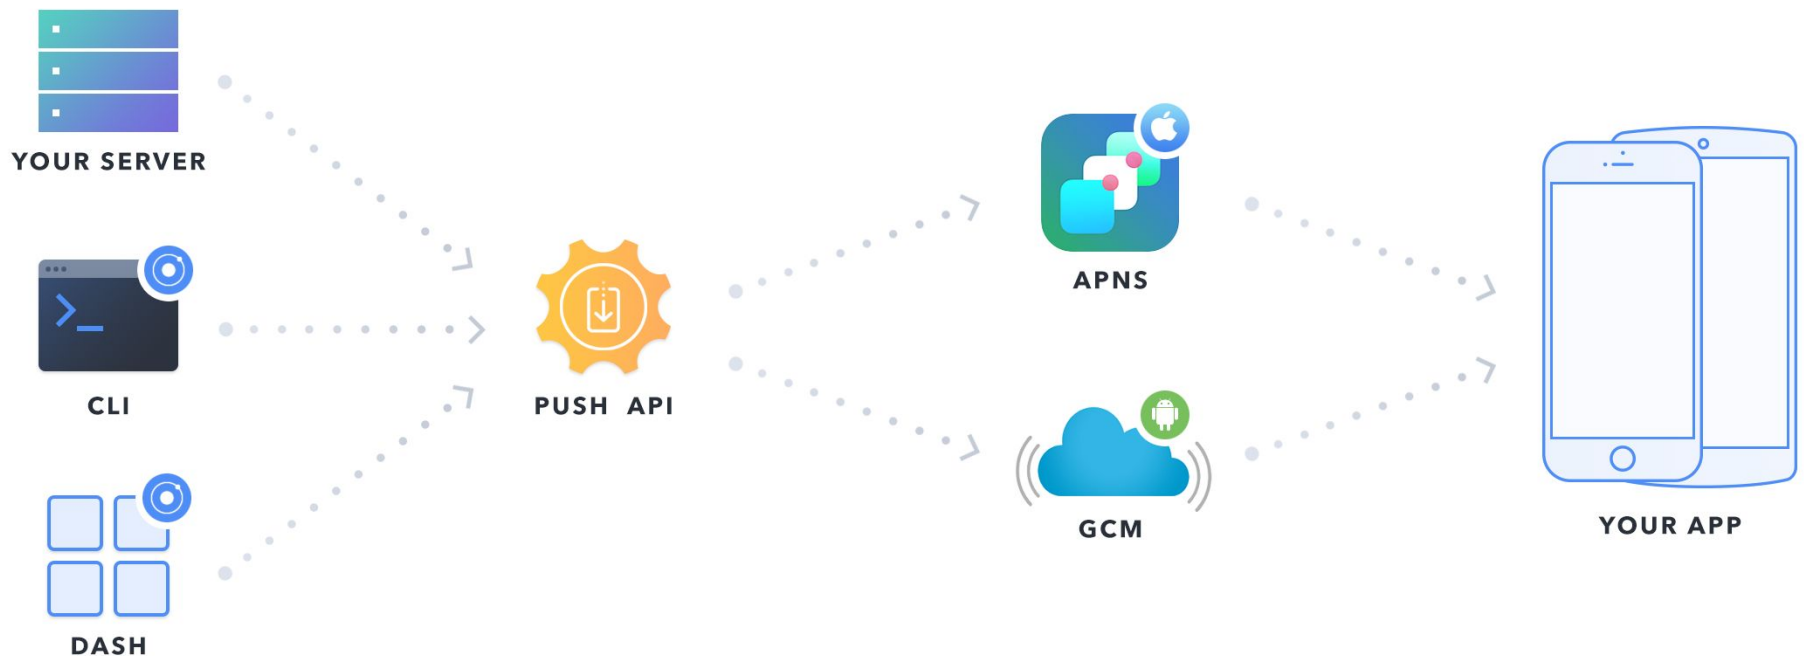 YOUR SERVER
CLI
DASH
PUSH API
APNS
GCM
YOUR APP